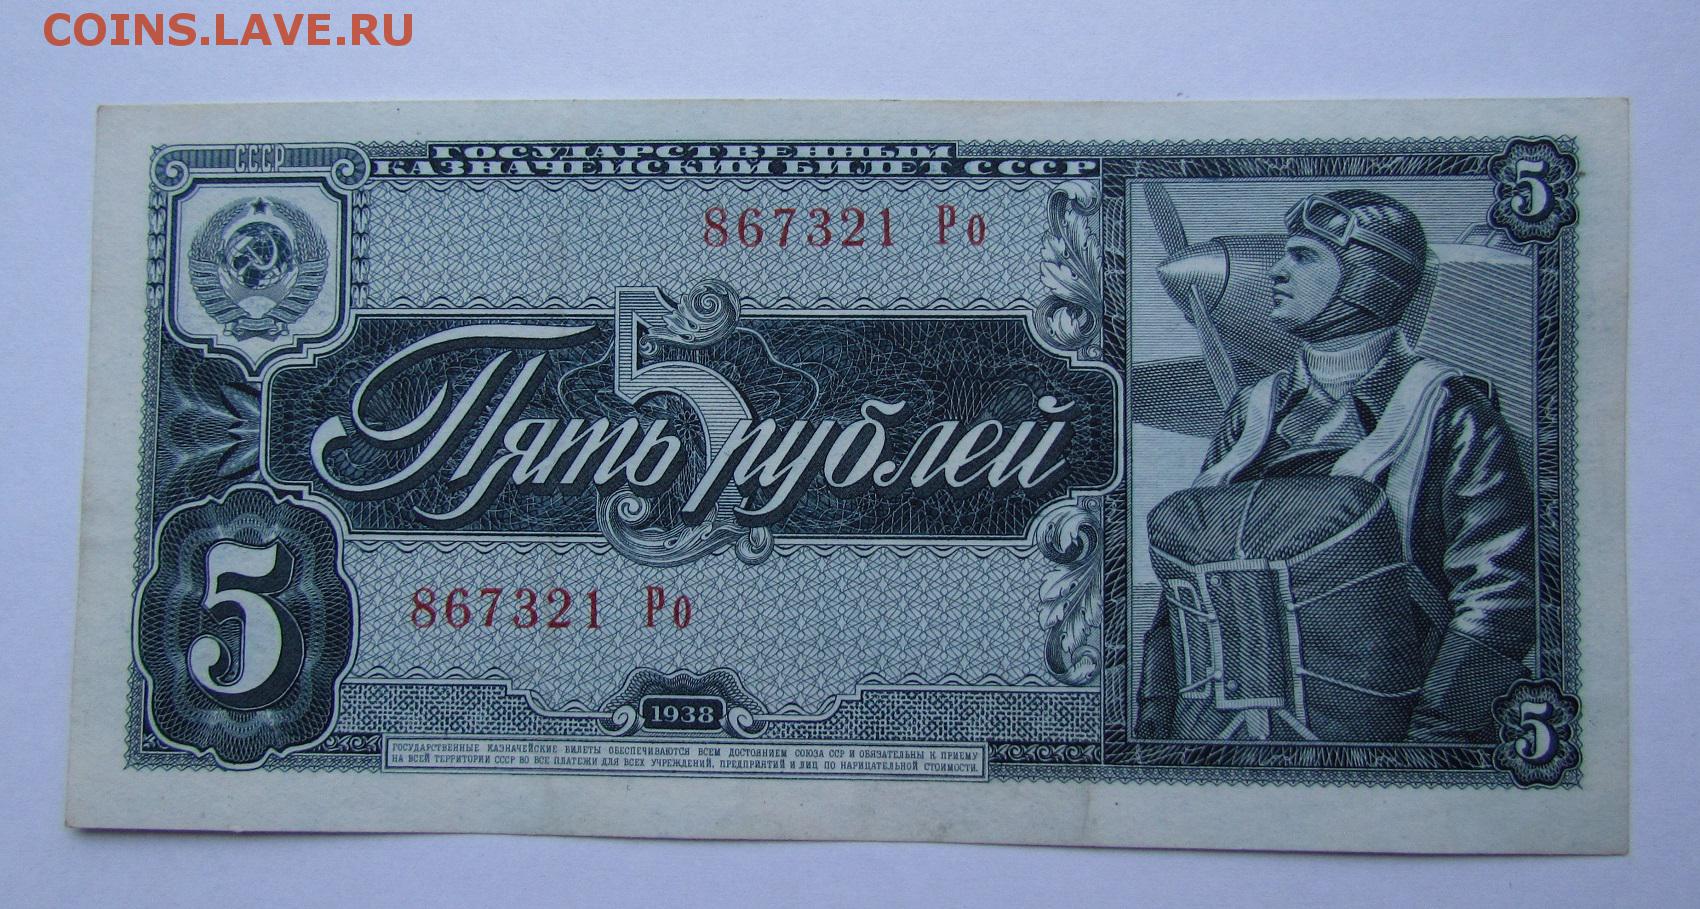 COINS.LAVE.RU
СССР
ГОСУДАРСТВЕННЫЙ
КАЗНАЧЕЙСКИЙ БИЛЕТ СССР
5
867321 Ро
5
Пять рублей
5
867321 Ро
1938
5
ГОСУДАРСТВЕННЫЕ КАЗНАЧЕЙСКИЕ БИЛЕТЫ ОБЕСПЕЧИВАЮТСЯ ВСЕМ ДОСТОЯНИЕМ СОЮЗА ССР И ОБЯЗАТЕЛЬНЫ К ПРИЕМУ
НА ВСЕЙ ТЕРРИТОРИИ СССР ВО ВСЕ ПЛАТЕЖИ ДЛЯ ВСЕХ УЧРЕЖДЕНИЙ, ПРЕДПРИЯТИЙ И ЛИЦ ПО НАРИЦАТЕЛЬНОЙ СТОИМОСТИ.